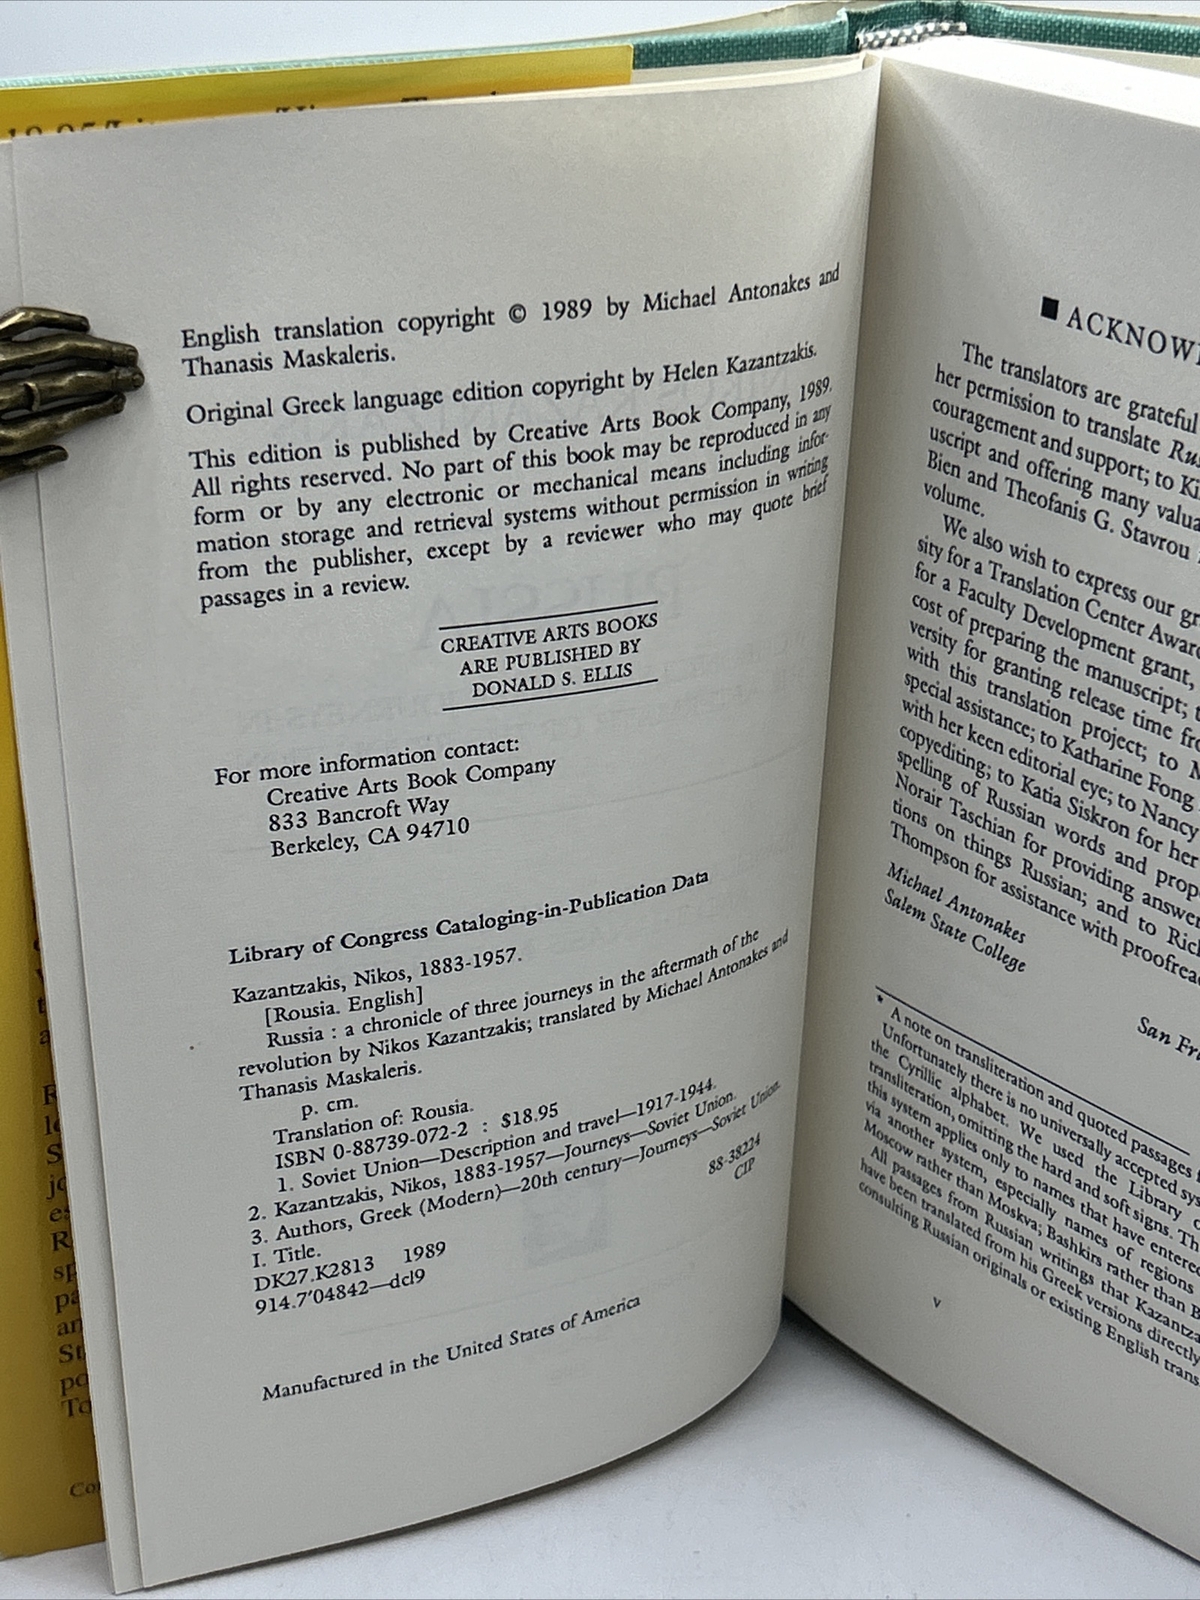 English translation copyright © 1989 by Michael Antonakes and
Thanasis Maskaleris.
Original Greek language edition copyright by Helen Kazantzakis.
This edition is published by Creative Arts Book Company, 1989.
All rights reserved. No part of this book may be reproduced in any
form or by any electronic or mechanical means including infor-
mation storage and retrieval systems without permission in writing
from the publisher, except by a reviewer who may quote brief
passages in a review.
CREATIVE ARTS BOOKS
ARE PUBLISHED BY
DONALD S. ELLIS
For more information contact:
Creative Arts Book Company
833 Bancroft Way
Berkeley, CA 94710
Library of Congress Cataloging-in-Publication Data
Kazantzakis, Nikos, 1883-1957.
[Rousia. English]
Russia : a chronicle of three journeys in the aftermath of the
revolution by Nikos Kazantzakis; translated by Michael Antonakes and
Thanasis Maskaleris.
p. cm.
Translation of: Rousia.
ISBN 0-88739-072-2 : $18.95
1. Soviet Union—Description and travel—1917-1944.
2. Kazantzakis, Nikos, 1883-1957—Journeys—Soviet Union.
3. Authors, Greek (Modern)—20th century—Journeys—Soviet Union.
I. Title.
DK27.K2813 1989
914.7'04842—dcl9
88-38224
CIP
Manufactured in the United States of America
■ ACKNOW
The translators are grateful
her permission to translate Rus
couragement and support; to Ki
uscript and offering many valua
Bien and Theofanis G. Stavrou
volume.
We also wish to express our gr
sity for a Translation Center Awar
for a Faculty Development grant,
cost of preparing the manuscript;
versity for granting release time fro
with this translation project; to M
special assistance; to Katharine Fong
with her keen editorial eye; to Nancy
copyediting; to Katia Siskron for her
spelling of Russian words and prop
Norair Taschian for providing answer
tions on things Russian; and to Rich
Thompson for assistance with proofrea
Michael Antonakes
Salem State College
San Fr
* A note on transliteration and quoted passages
Unfortunately there is no universally accepted sys
the Cyrillic alphabet. We used the Library
transliteration, omitting the hard and soft signs. Th
this system applies only to names that have entered
via another system, especially names of regions
Moscow rather than Moskva; Bashkirs rather than B
All passages from Russian writings that Kazantza
have been translated from his Greek versions directly
consulting Russian originals or existing English trans
v